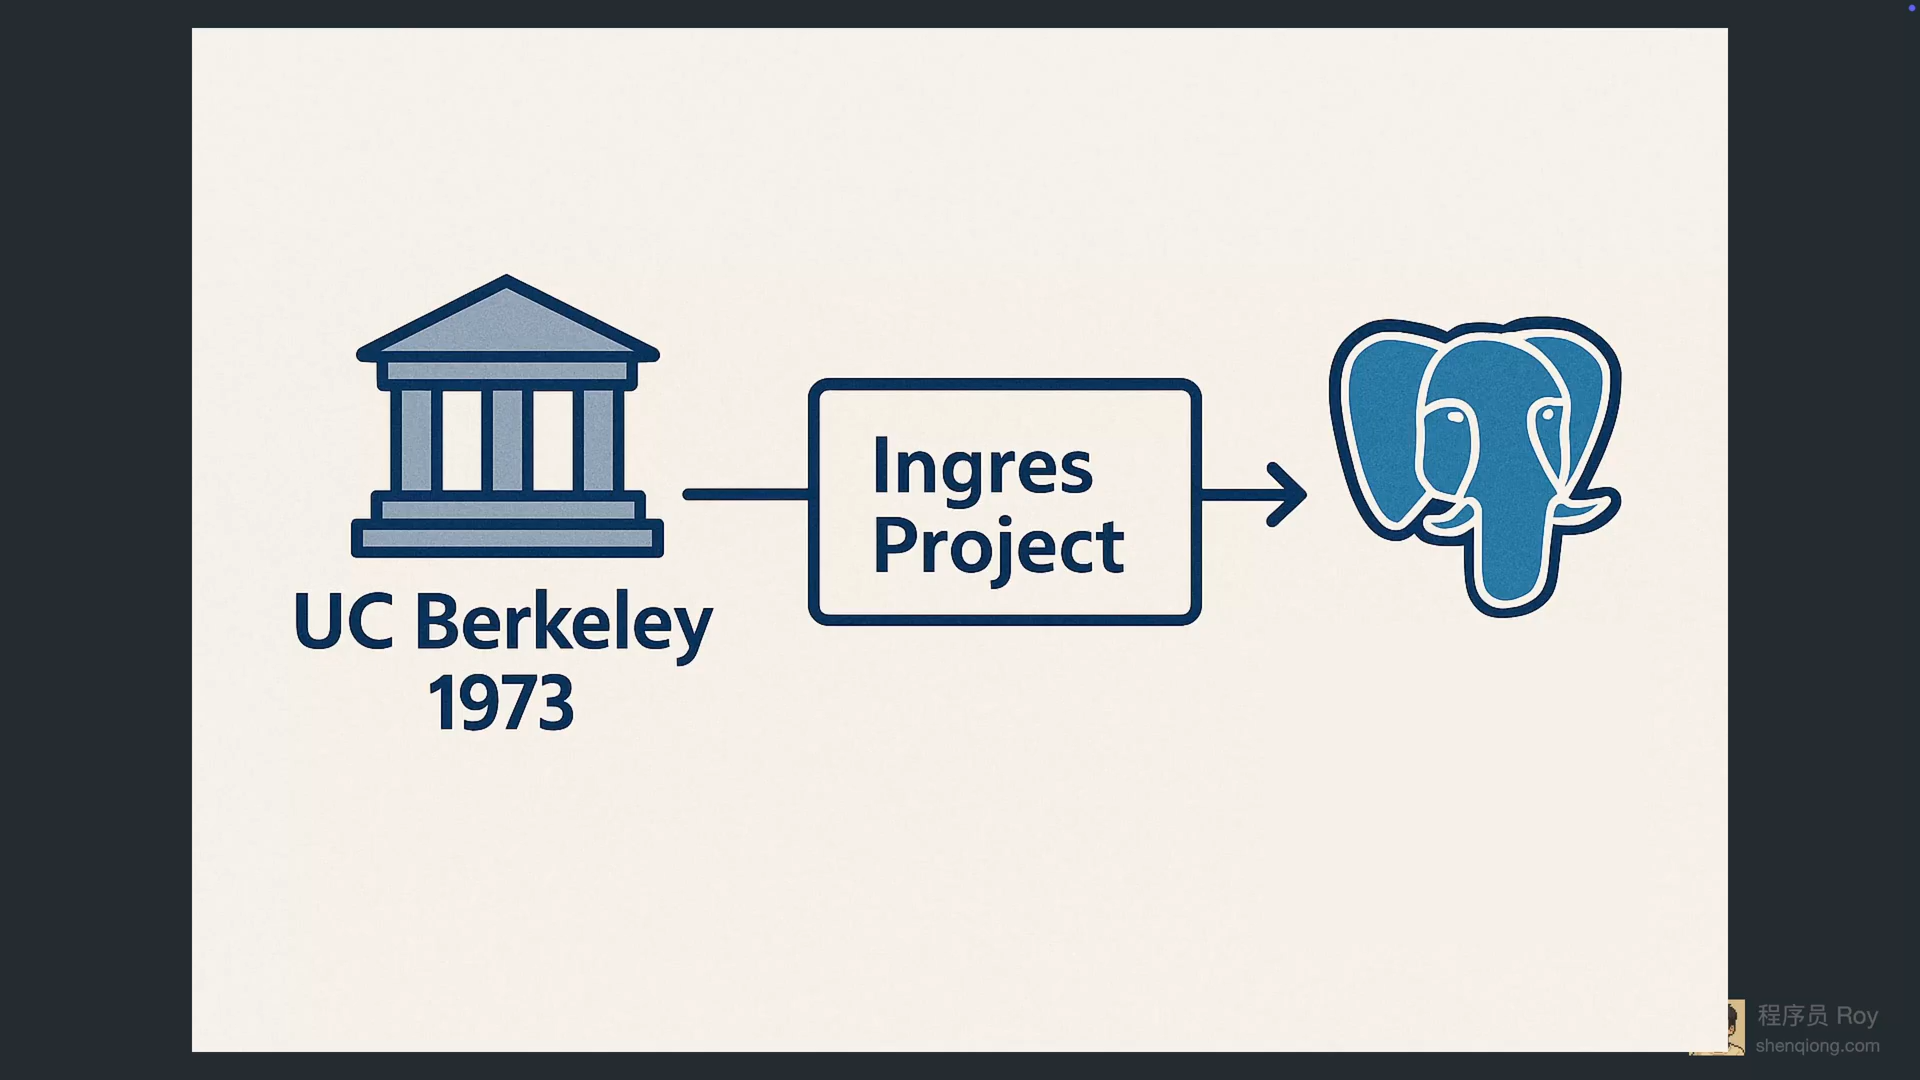 UC Berkeley
1973
Ingres
Project
程序员 Roy
shenqiong.com